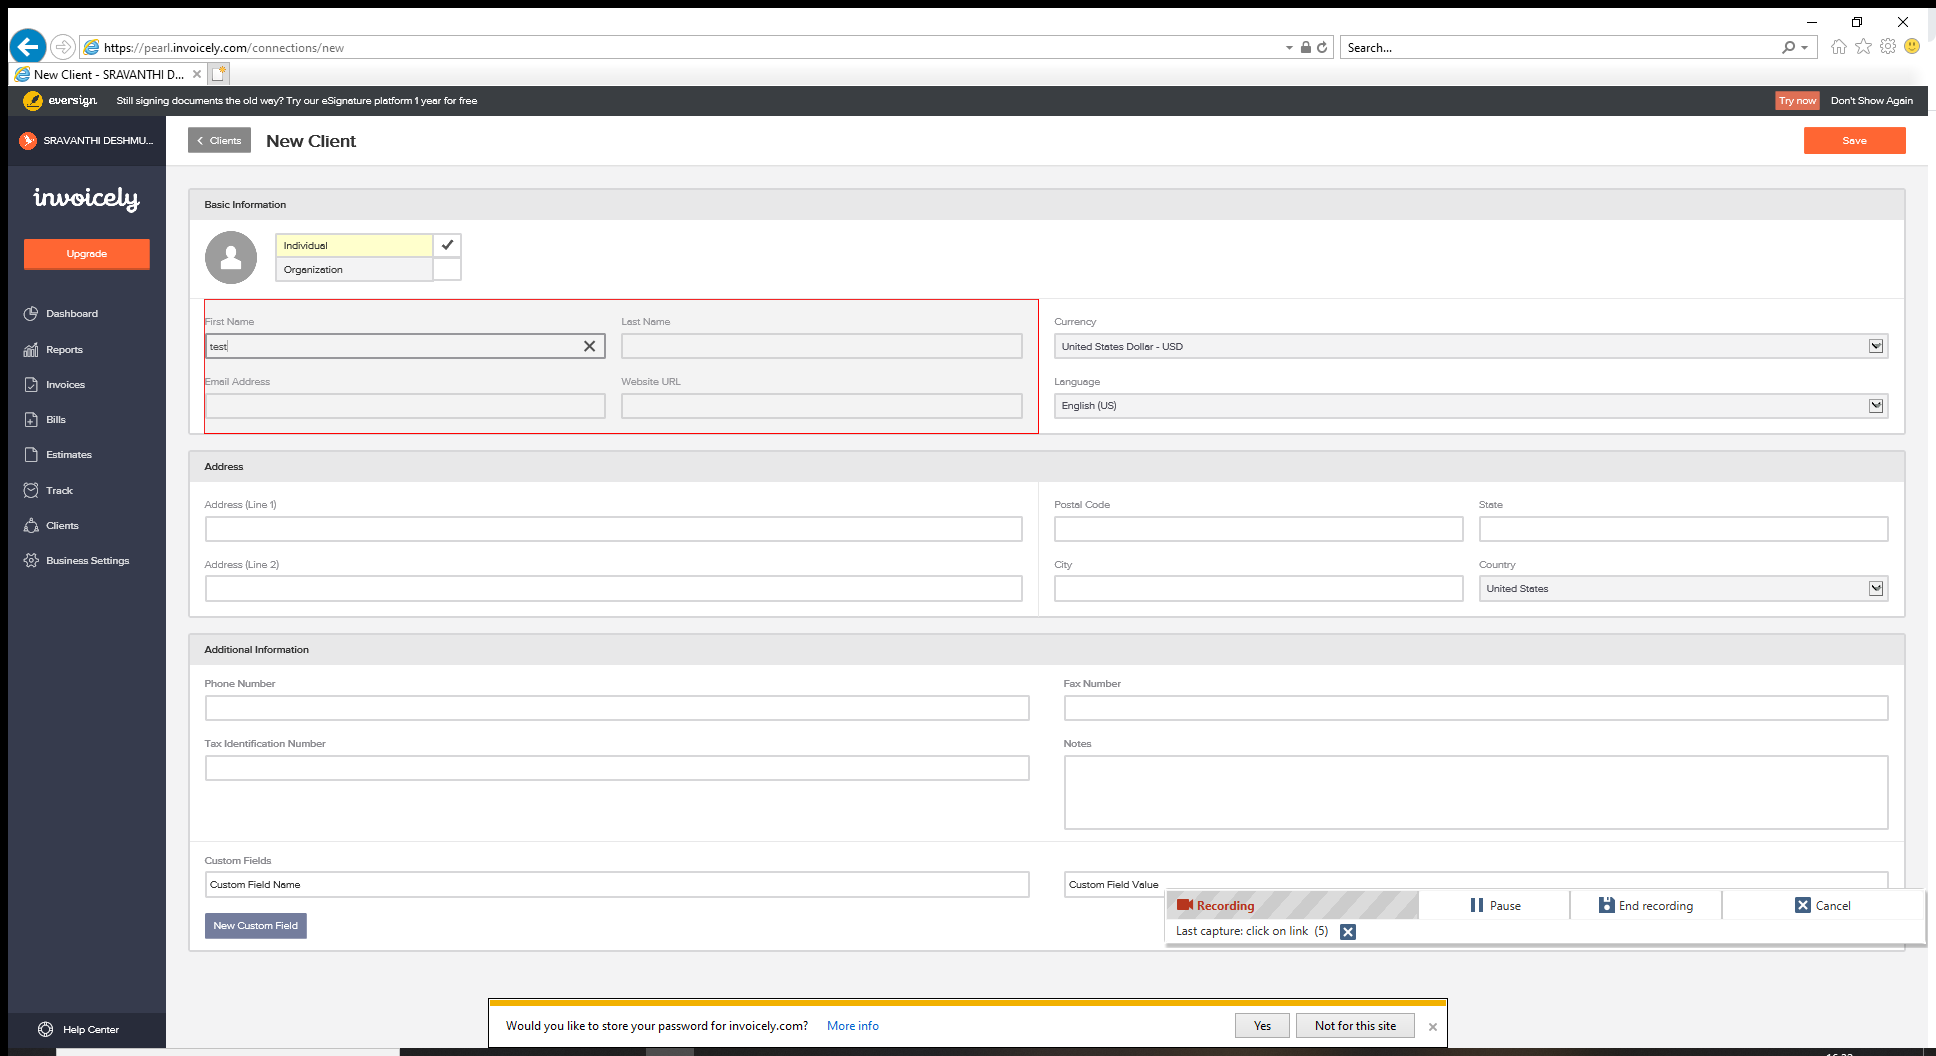 https://pearl.invoicely.com/connections/new
Search...
New Client - SRAVANTHI D...
eversign
Still signing documents the old way? Try our eSignature platform 1 year for free
Try now
Don't Show Again
SRAVANTHI DESHMU...
Clients
New Client
Save
invoicely
Upgrade
Dashboard
Reports
Invoices
Bills
Estimates
Track
Clients
Business Settings
Help Center
Basic Information
Individual
Organization
First Name
Last Name
Currency
test
United States Dollar - USD
Email Address
Website URL
Language
English (US)
Address
Address (Line 1)
Postal Code
State
Address (Line 2)
City
Country
United States
Additional Information
Phone Number
Fax Number
Tax Identification Number
Notes
Custom Fields
Custom Field Name
Custom Field Value
New Custom Field
Recording
Pause
End recording
Cancel
Last capture: click on link (5)
Would you like to store your password for invoicely.com?
More info
Yes
Not for this site